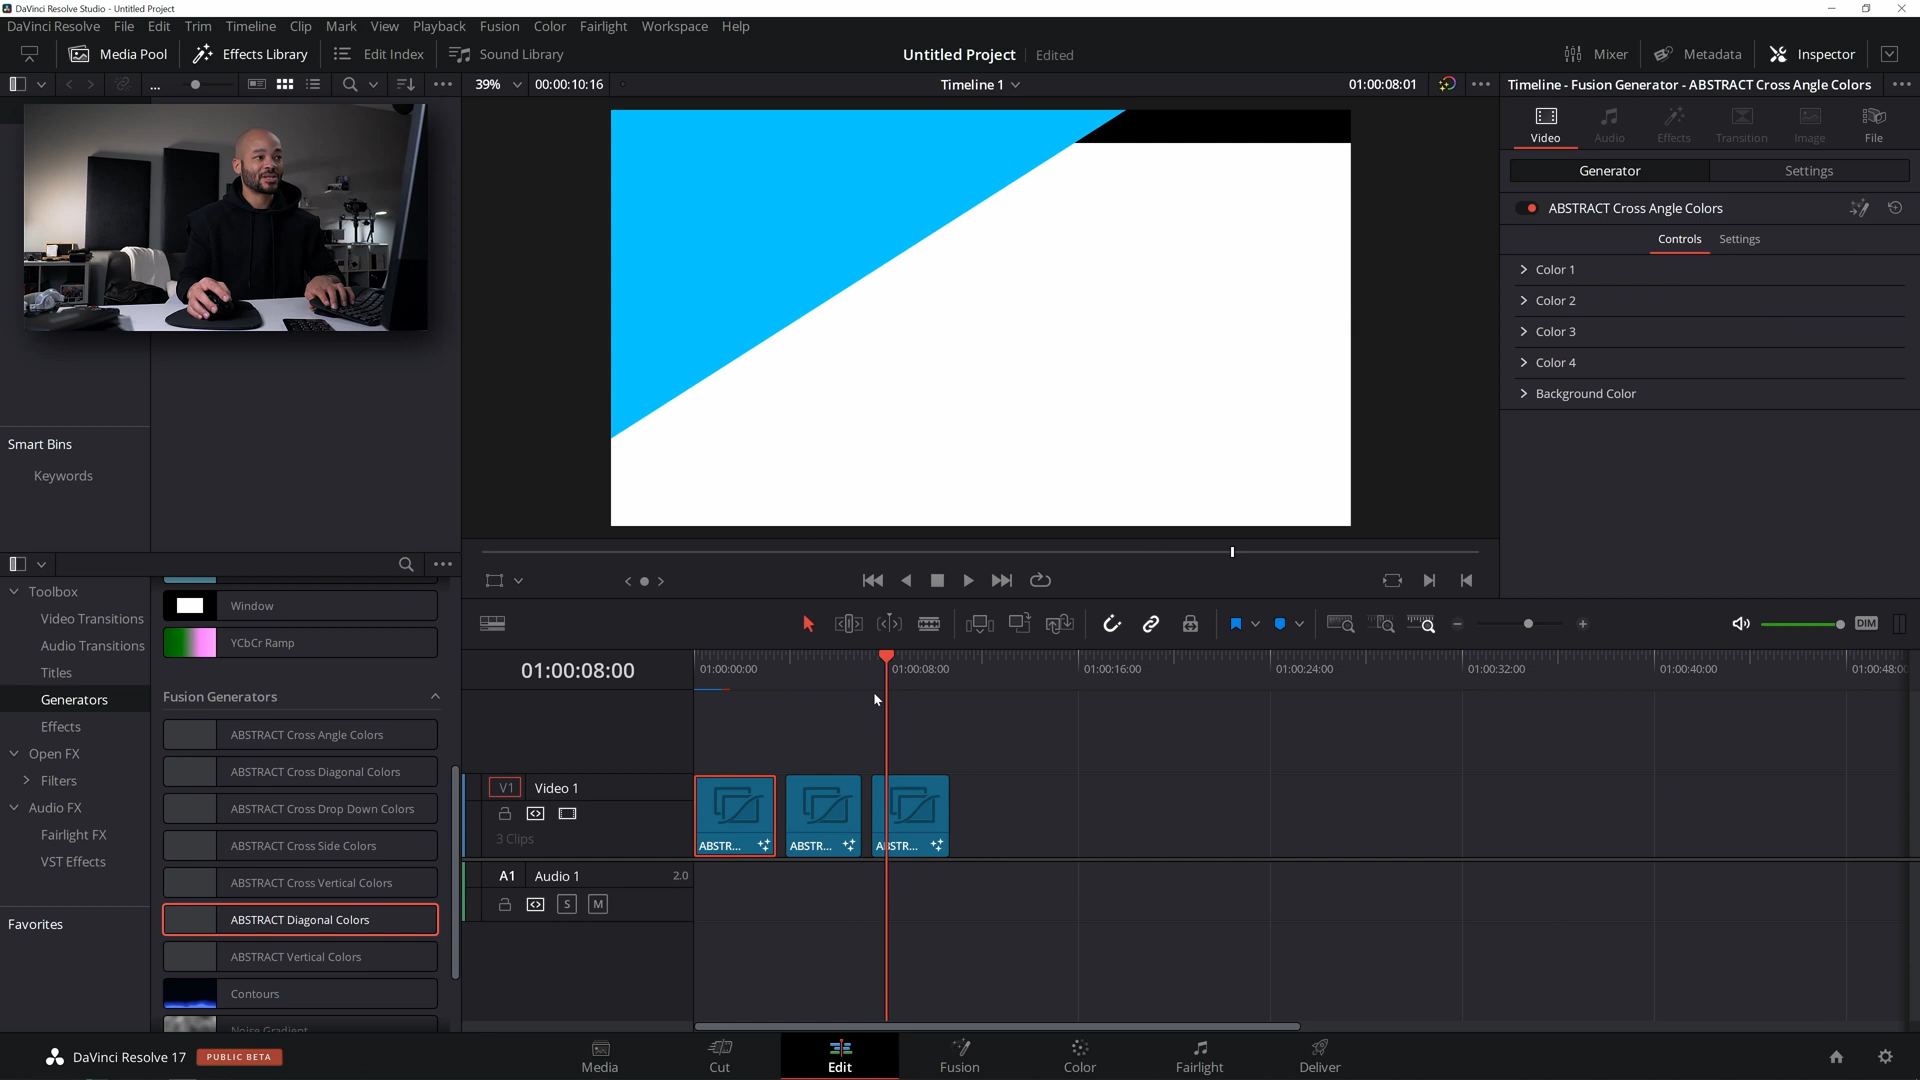 DaVinci Resolve Studio - Untitled Project
DaVinci Resolve File Edit Trim Timeline Clip Mark View Playback Fusion Color Fairlight Workspace Help
Media Pool Effects Library Edit Index Sound Library Untitled Project Edited Mixer Metadata Inspector
... 39% 00:00:10:16 Timeline 1 01:00:08:01 Timeline - Fusion Generator - ABSTRACT Cross Angle Colors
Video Audio Effects Transition Image File
Generator Settings
ABSTRACT Cross Angle Colors
Controls Settings
Color 1
Color 2
Color 3
Color 4
Background Color
Smart Bins
Keywords
Toolbox
Video Transitions
Audio Transitions
Titles
Generators
Effects
Open FX
Filters
Audio FX
Fairlight FX
VST Effects
Favorites
Window
YCbCr Ramp
Fusion Generators
ABSTRACT Cross Angle Colors
ABSTRACT Cross Diagonal Colors
ABSTRACT Cross Drop Down Colors
ABSTRACT Cross Side Colors
ABSTRACT Cross Vertical Colors
ABSTRACT Diagonal Colors
ABSTRACT Vertical Colors
Contours
Noise Gradient
DIM
01:00:08:00 01:00:00:00 01:00:08:00 01:00:16:00 01:00:24:00 01:00:32:00 01:00:40:00 01:00:48:00
V1 Video 1
3 Clips
ABSTR... ABSTR... ABSTR...
A1 Audio 1 2.0
S M
DaVinci Resolve 17 PUBLIC BETA
Media Cut Edit Fusion Color Fairlight Deliver